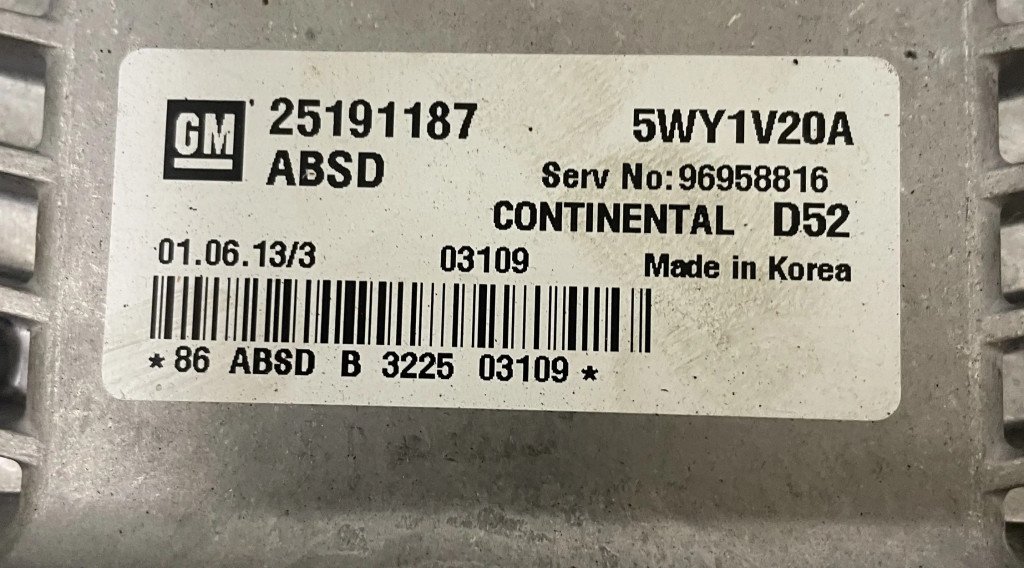 GM 25191187 5WY1V20A
ABSD Serv No:96958816
CONTINENTAL D52
01.06.13/3 03109 Made in Korea
*86 ABSD B 3225 03109*